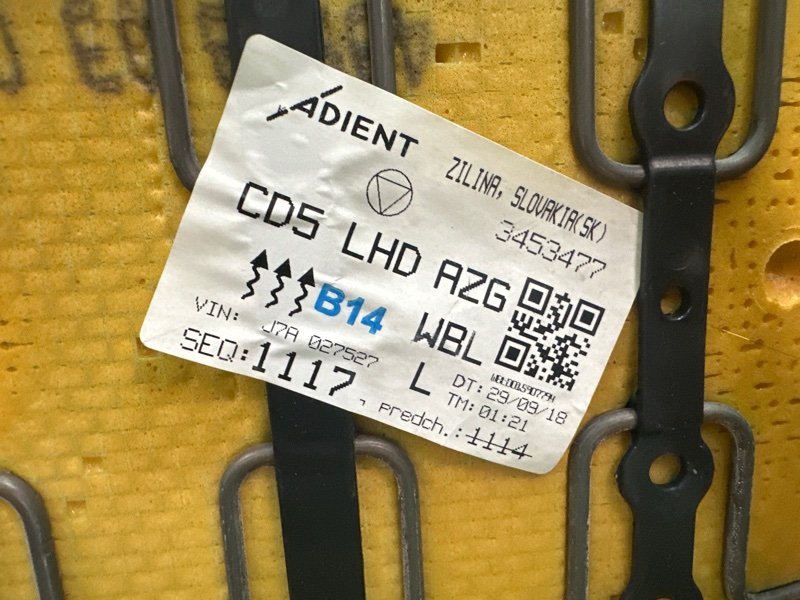 ADIENT
ZILINA, SLOVAKIA(SK)
3453477
CD5 LHD AZG
B14
WBL
VIN: J7A 027527
SEQ:1117
L
DT: 29/09/18
TM: 01:21
, Predch.: 1114